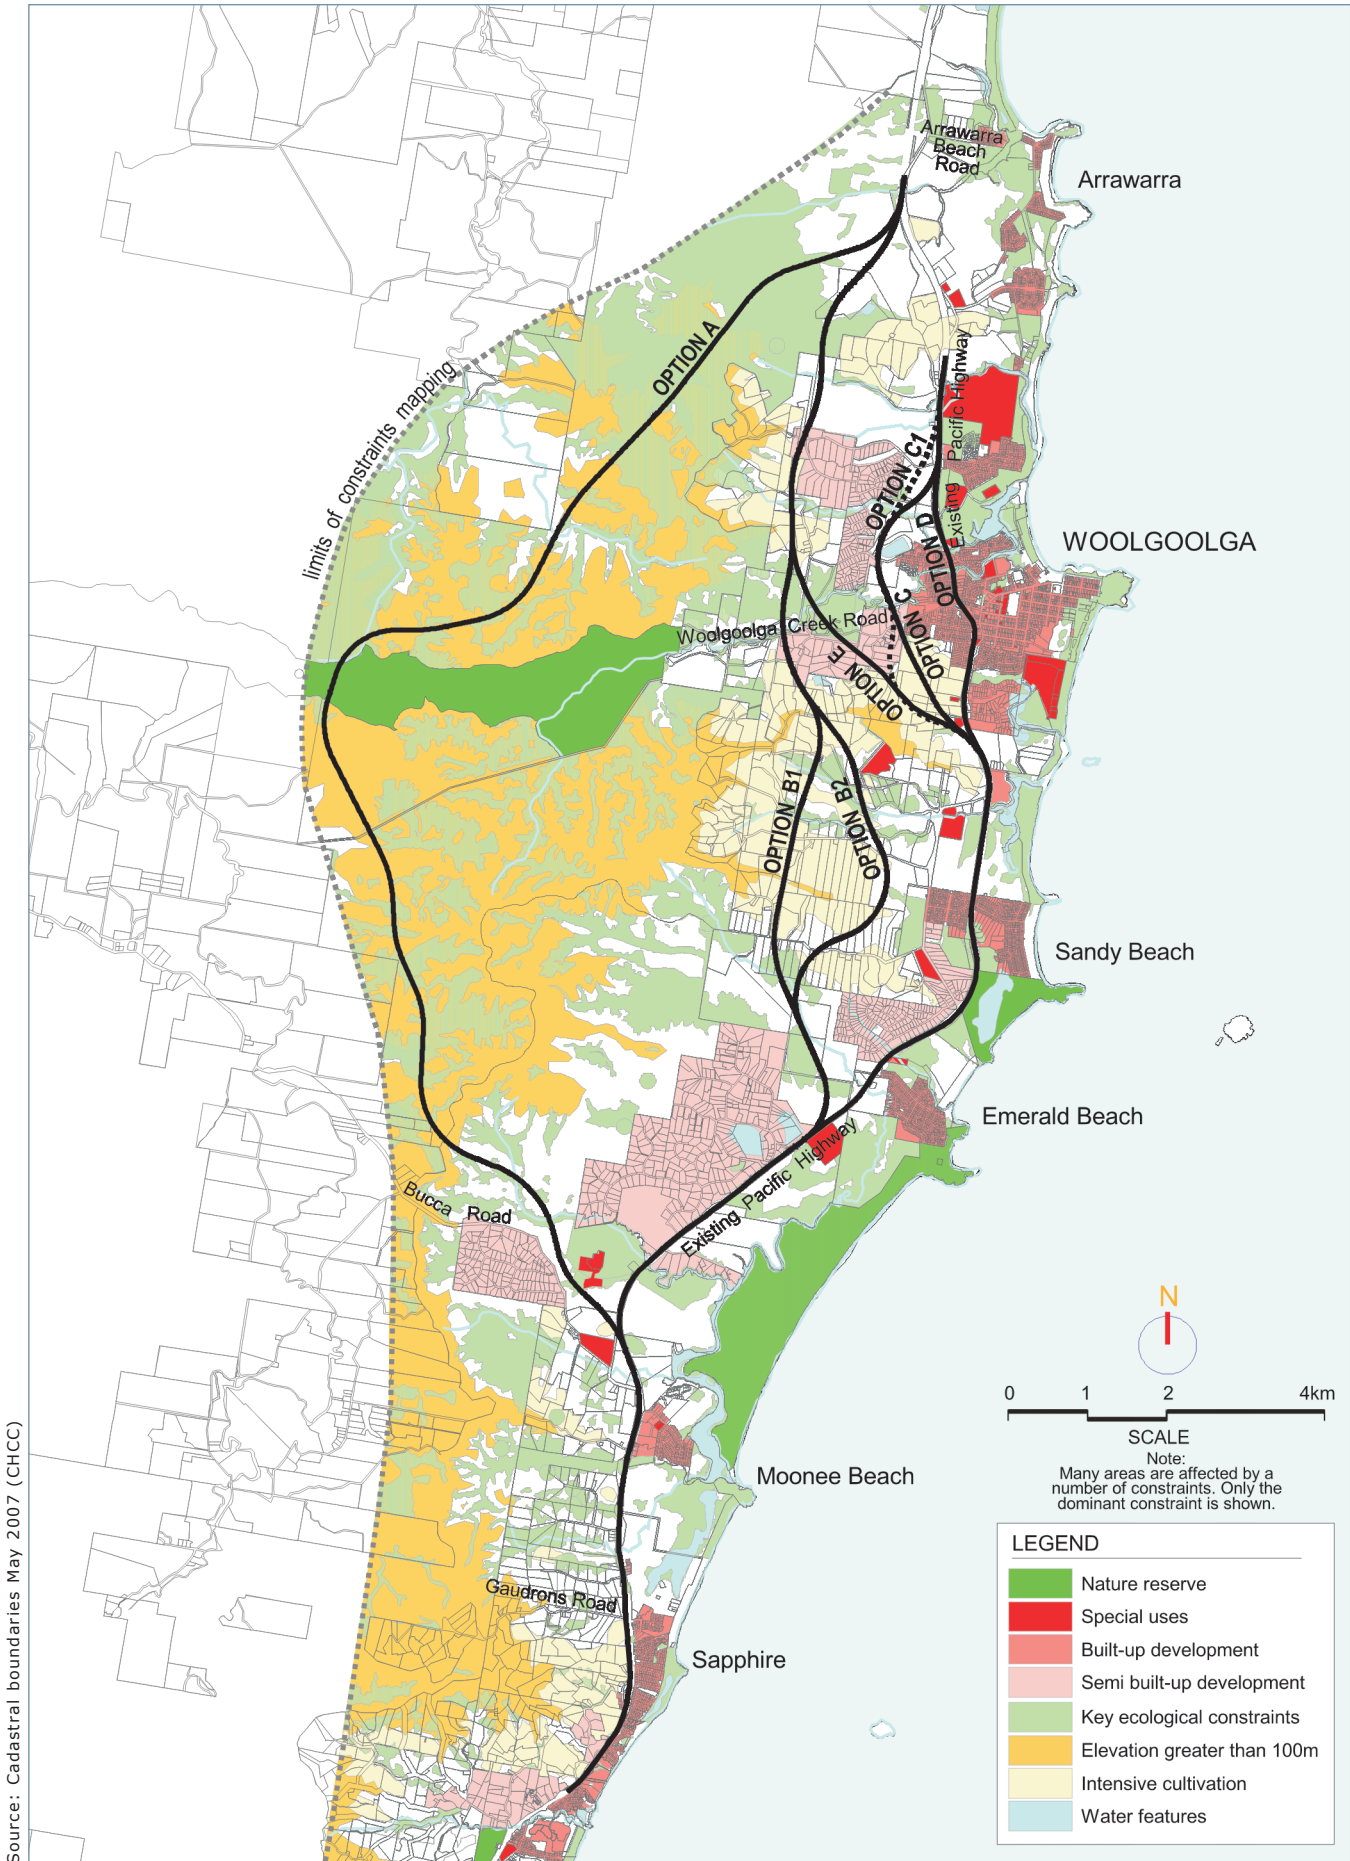 Arrawarra
Beach
Road
Arrawarra
OPTION A
limits of constraints mapping
Existing Pacific Highway
OPTION C1
OPTION D
WOOLGOOLGA
OPTION C
Woolgoolga Creek Road
OPTION E
OPTION B1
OPTION B2
Sandy Beach
Emerald Beach
Existing Pacific Highway
Bucca Road
N
0 1 2 4km
SCALE
Note:
Many areas are affected by a
number of constraints. Only the
dominant constraint is shown.
Moonee Beach
Gaudrons Road
Sapphire
LEGEND
Nature reserve
Special uses
Built-up development
Semi built-up development
Key ecological constraints
Elevation greater than 100m
Intensive cultivation
Water features
Source: Cadastral boundaries May 2007 (CHCC)